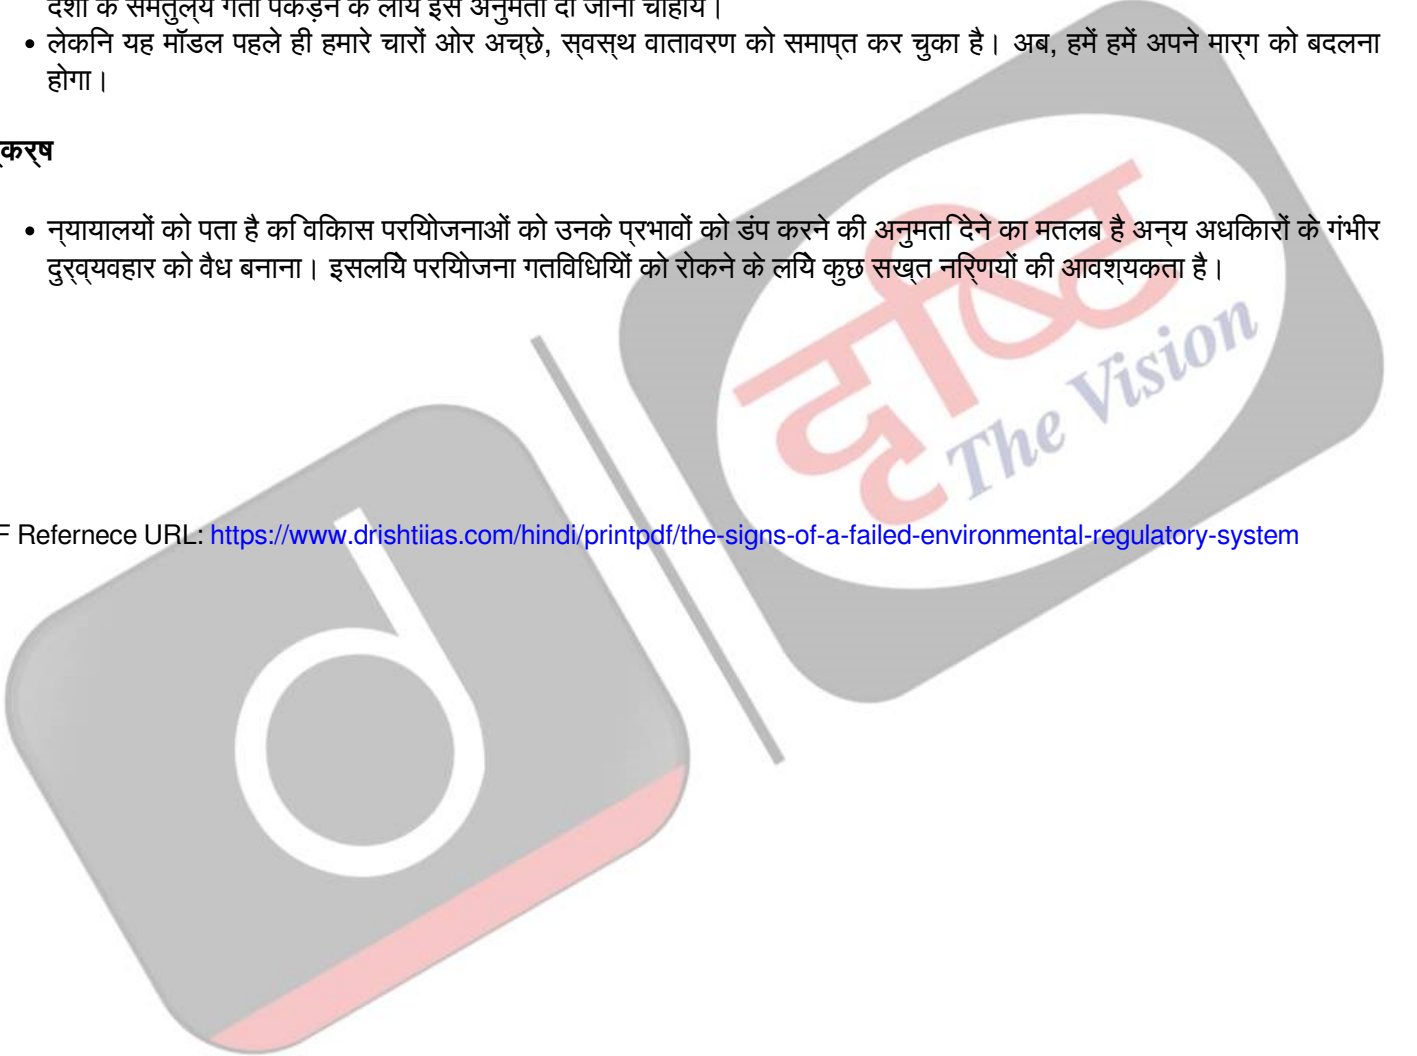 देशों के समतुल्य गति पकड़ने के लिये इसे अनुमति दी जानी चाहिये।
• लेकिन यह मॉडल पहले ही हमारे चारों ओर अच्छे, स्वस्थ वातावरण को समाप्त कर चुका है। अब, हमें हमें अपने मार्ग को बदलना
होगा।
्कर्ष
• न्यायालयों को पता है कि विकास परियोजनाओं को उनके प्रभावों को डंप करने की अनुमति देने का मतलब है अन्य अधिकारों के गंभीर
दुर्व्यवहार को वैध बनाना। इसलिये परियोजना गतिविधियों को रोकने के लिये कुछ सख्त निर्णयों की आवश्यकता है।
दृष्टि
The Vision
F Refernece URL: https://www.drishtiias.com/hindi/printpdf/the-signs-of-a-failed-environmental-regulatory-system
d